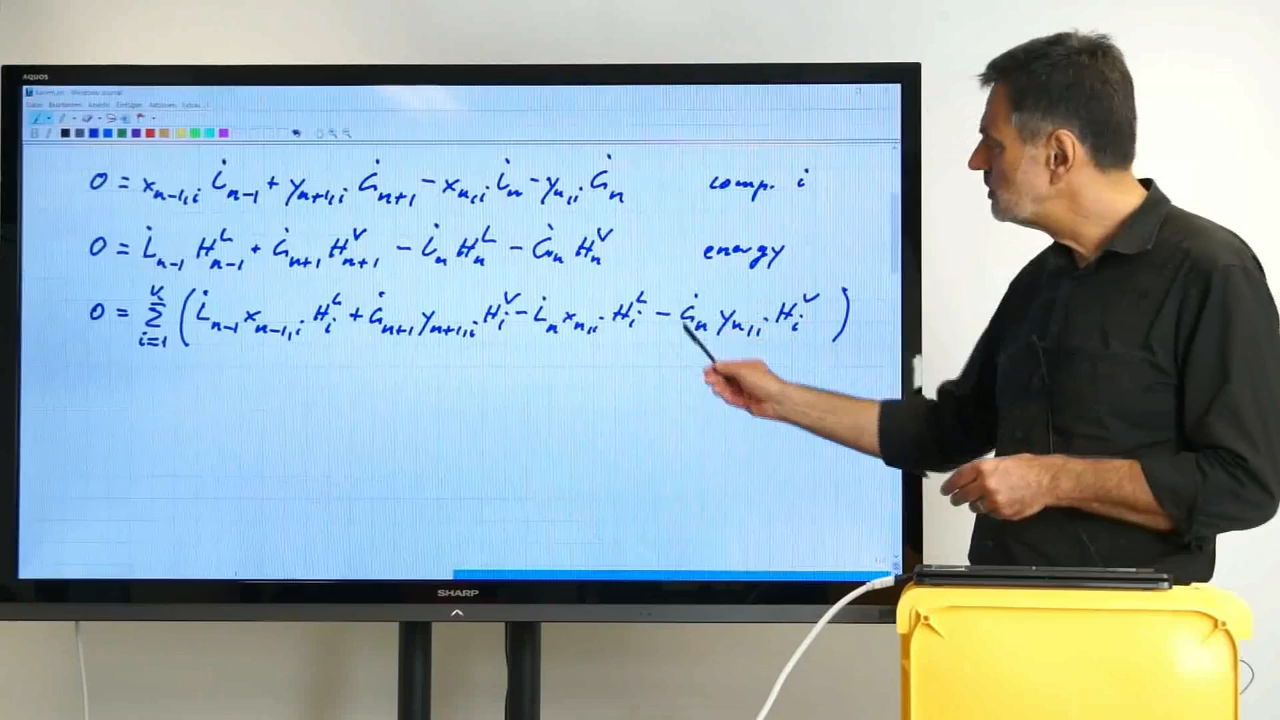 AQUOS
0 = x_{n-1,i} L̇_{n-1} + y_{n+1,i} Ġ_{n+1} - x_{n,i} L̇_n - y_{n,i} Ġ_n comp. i
0 = L̇_{n-1} H^L_{n-1} + Ġ_{n+1} H^V_{n+1} - L̇_n H^L_n - Ġ_n H^V_n energy
0 = Σ_{i=1}^{K} ( L̇_{n-1} x_{n-1,i} H_i^L + Ġ_{n+1} y_{n+1,i} H_i^V - L̇_n x_{n,i} H_i^L - Ġ_n y_{n,i} H_i^V )
SHARP